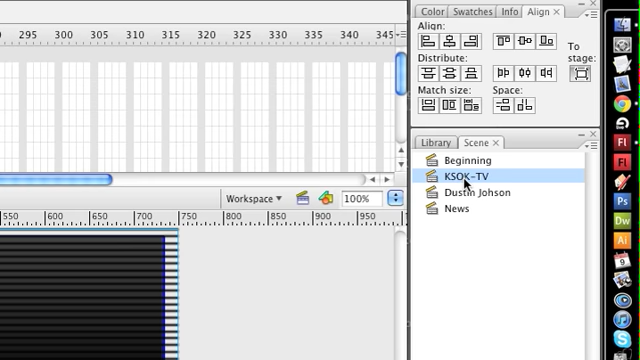 Color Swatches Info Align ×
Align:
295 300 305 310 315 320 325 330 335 340 345
To
stage:
Distribute:
Match size: Space:
Library Scene ×
Beginning
KSOK-TV
Workspace 100%
Dustin Johson
News
550 600 650 700 750 800 850 900 950
Fl
Fl
Ps
Dw
Ai
9